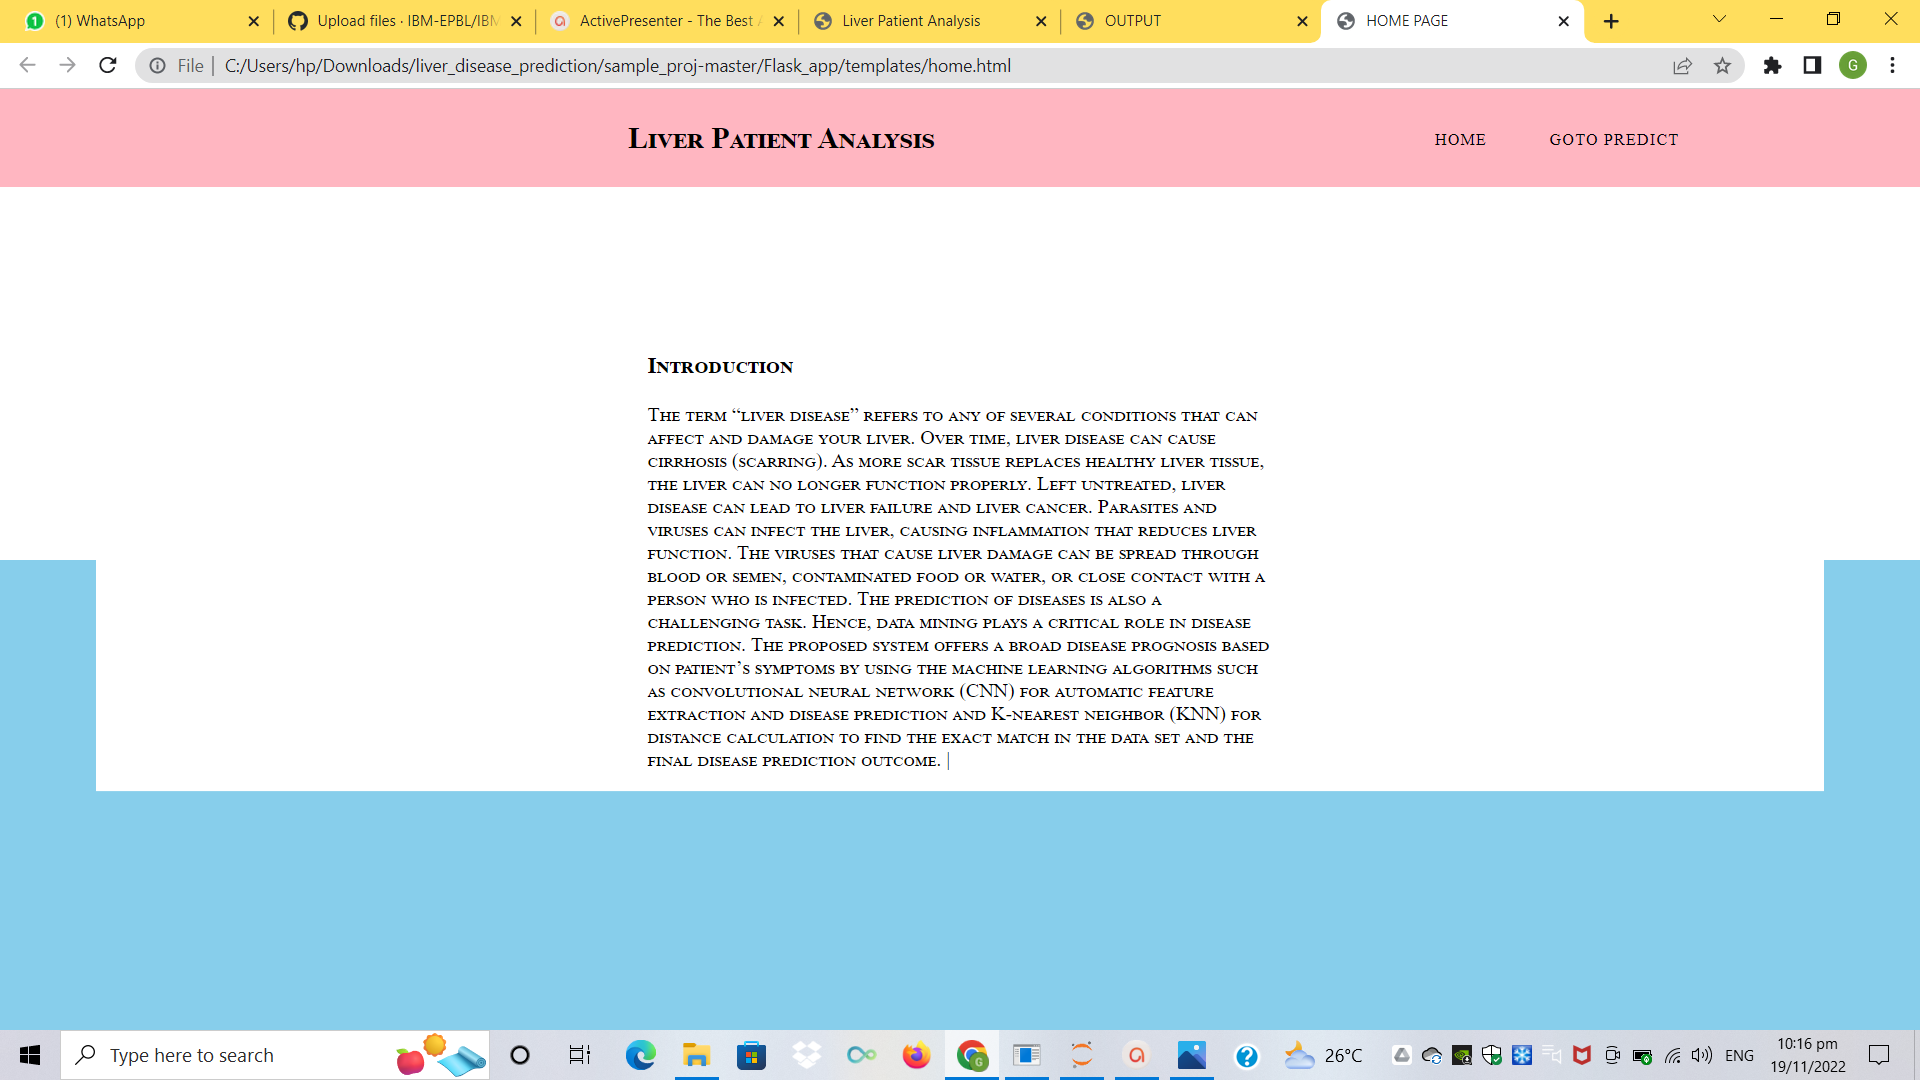 (1) WhatsApp
Upload files · IBM-EPBL/IBM
ActivePresenter - The Best
Liver Patient Analysis
OUTPUT
HOME PAGE
File | C:/Users/hp/Downloads/liver_disease_prediction/sample_proj-master/Flask_app/templates/home.html
G
Liver Patient Analysis
HOME
GOTO PREDICT
Introduction
The term “liver disease” refers to any of several conditions that can
affect and damage your liver. Over time, liver disease can cause
cirrhosis (scarring). As more scar tissue replaces healthy liver tissue,
the liver can no longer function properly. Left untreated, liver
disease can lead to liver failure and liver cancer. Parasites and
viruses can infect the liver, causing inflammation that reduces liver
function. The viruses that cause liver damage can be spread through
blood or semen, contaminated food or water, or close contact with a
person who is infected. The prediction of diseases is also a
challenging task. Hence, data mining plays a critical role in disease
prediction. The proposed system offers a broad disease prognosis based
on patient’s symptoms by using the machine learning algorithms such
as convolutional neural network (CNN) for automatic feature
extraction and disease prediction and K-nearest neighbor (KNN) for
distance calculation to find the exact match in the data set and the
final disease prediction outcome.
Type here to search
26°C
ENG
10:16 pm
19/11/2022